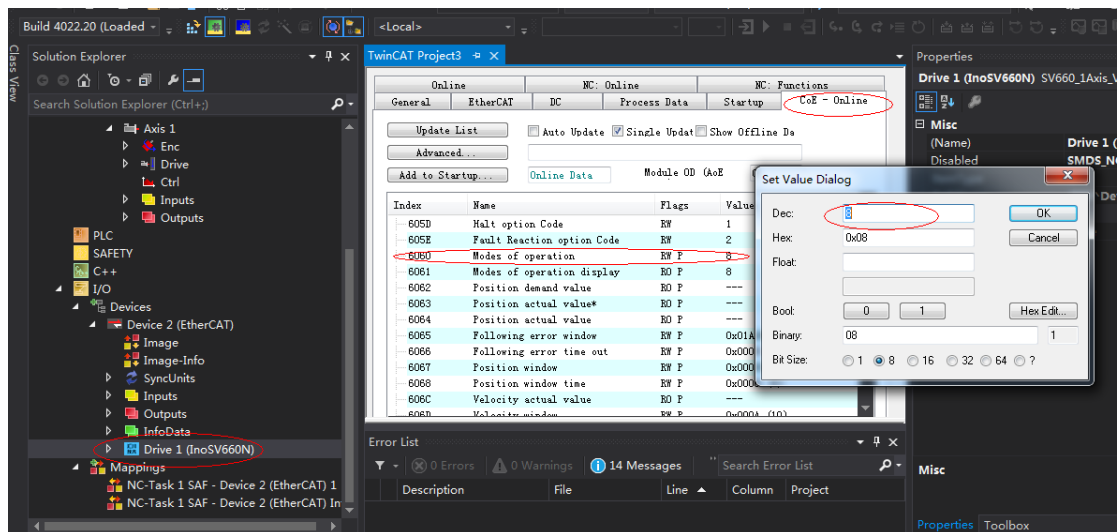 Build 4022.20 (Loaded
<Local>
Class View
Solution Explorer
Search Solution Explorer (Ctrl+;)
Axis 1
Enc
Drive
Ctrl
Inputs
Outputs
PLC
SAFETY
C++
I/O
Devices
Device 2 (EtherCAT)
Image
Image-Info
SyncUnits
Inputs
Outputs
InfoData
Drive 1 (InoSV660N)
Mappings
NC-Task 1 SAF - Device 2 (EtherCAT) 1
NC-Task 1 SAF - Device 2 (EtherCAT) In
TwinCAT Project3
Online NC: Online NC: Functions
General EtherCAT DC Process Data Startup CoE - Online
Update List Auto Update Single Updat Show Offline Da
Advanced...
Add to Startup... Online Data Module OD (AoE
Index Name Flags Value
605D Halt option Code RW 1
605E Fault Reaction option Code RW 2
6060 Modes of operation RW P 8
6061 Modes of operation display RO P 8
6062 Position demand value RO P ---
6063 Position actual value* RO P ---
6064 Position actual value RO P ---
6065 Following error window RW P 0x01A
6066 Following error time out RW P 0x000
6067 Position window RW P 0x000
6068 Position window time RW P 0x000
606C Velocity actual value RO P ---
606D Velocity window RW P 0x000A (10)
Set Value Dialog
Dec: 8 OK
Hex: 0x08 Cancel
Float:
Bool: 0 1 Hex Edit...
Binary: 08 1
Bit Size: 1 8 16 32 64 ?
Error List
0 Errors 0 Warnings 14 Messages Search Error List
Description File Line Column Project
Properties
Drive 1 (InoSV660N) SV660_1Axis_V
Misc
(Name) Drive 1 (
Disabled SMDS_NO
Misc
Properties Toolbox